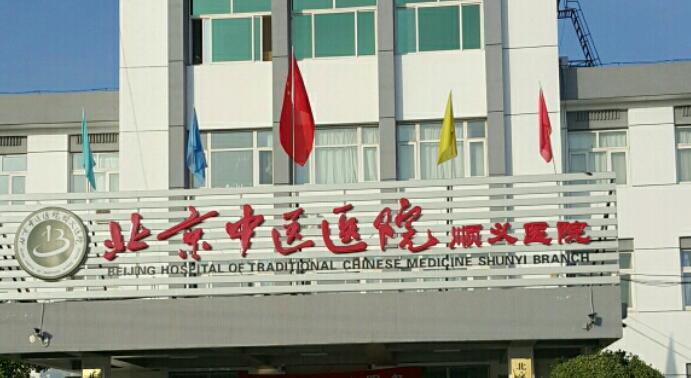 北京中医医院 顺义医院
BEIJING HOSPITAL OF TRADITIONAL CHINESE MEDICINE SHUNYI BRANCH